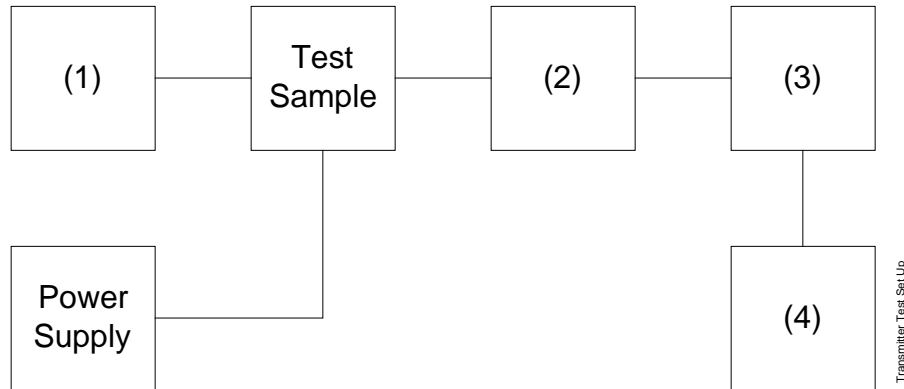 (1)
Test
Sample
(2)
(3)
Power
Supply
(4)
Transmitter Test Set Up